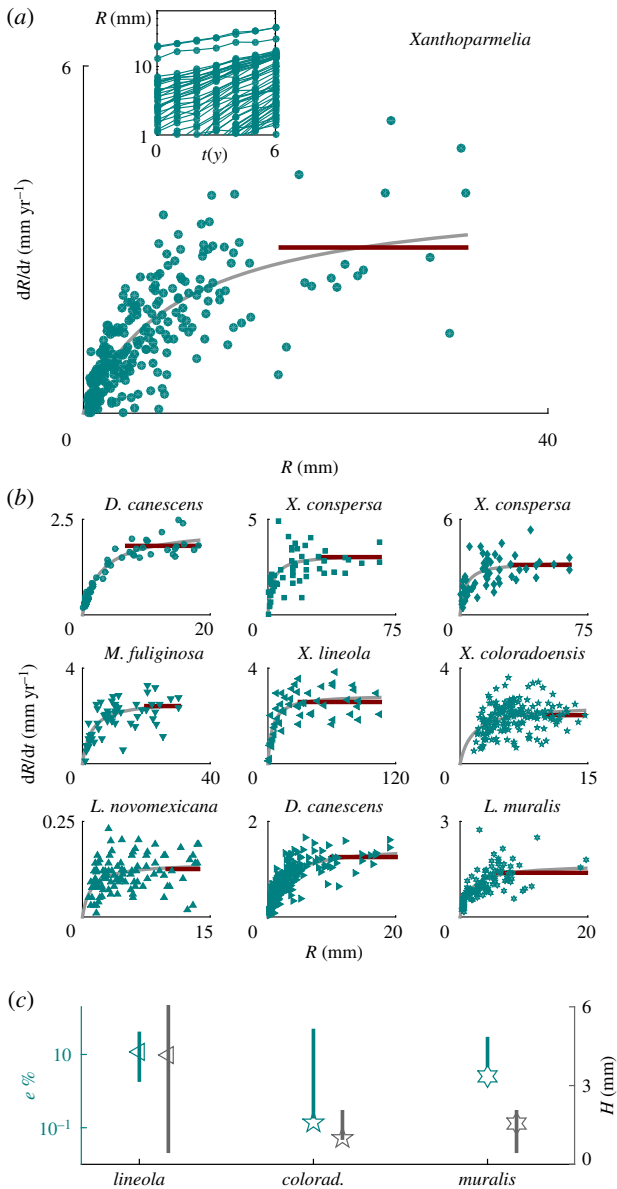 (a)
R (mm)
Xanthoparmelia
6
10
1
0 6
t(y)
dR/dt (mm yr⁻¹)
0 40
R (mm)
(b)
D. canescens X. conspersa X. conspersa
2.5 5 6
0 20 0 75 0 75
M. fuliginosa X. lineola X. coloradoensis
4 4 4
dR/dt (mm yr⁻¹)
0 40 0 120 0 15
L. novomexicana D. canescens L. muralis
0.25 2 3
0 15 0 20 0 20
R (mm)
(c)
6
10
e %
3
H (mm)
10⁻¹
0
lineola colorad. muralis